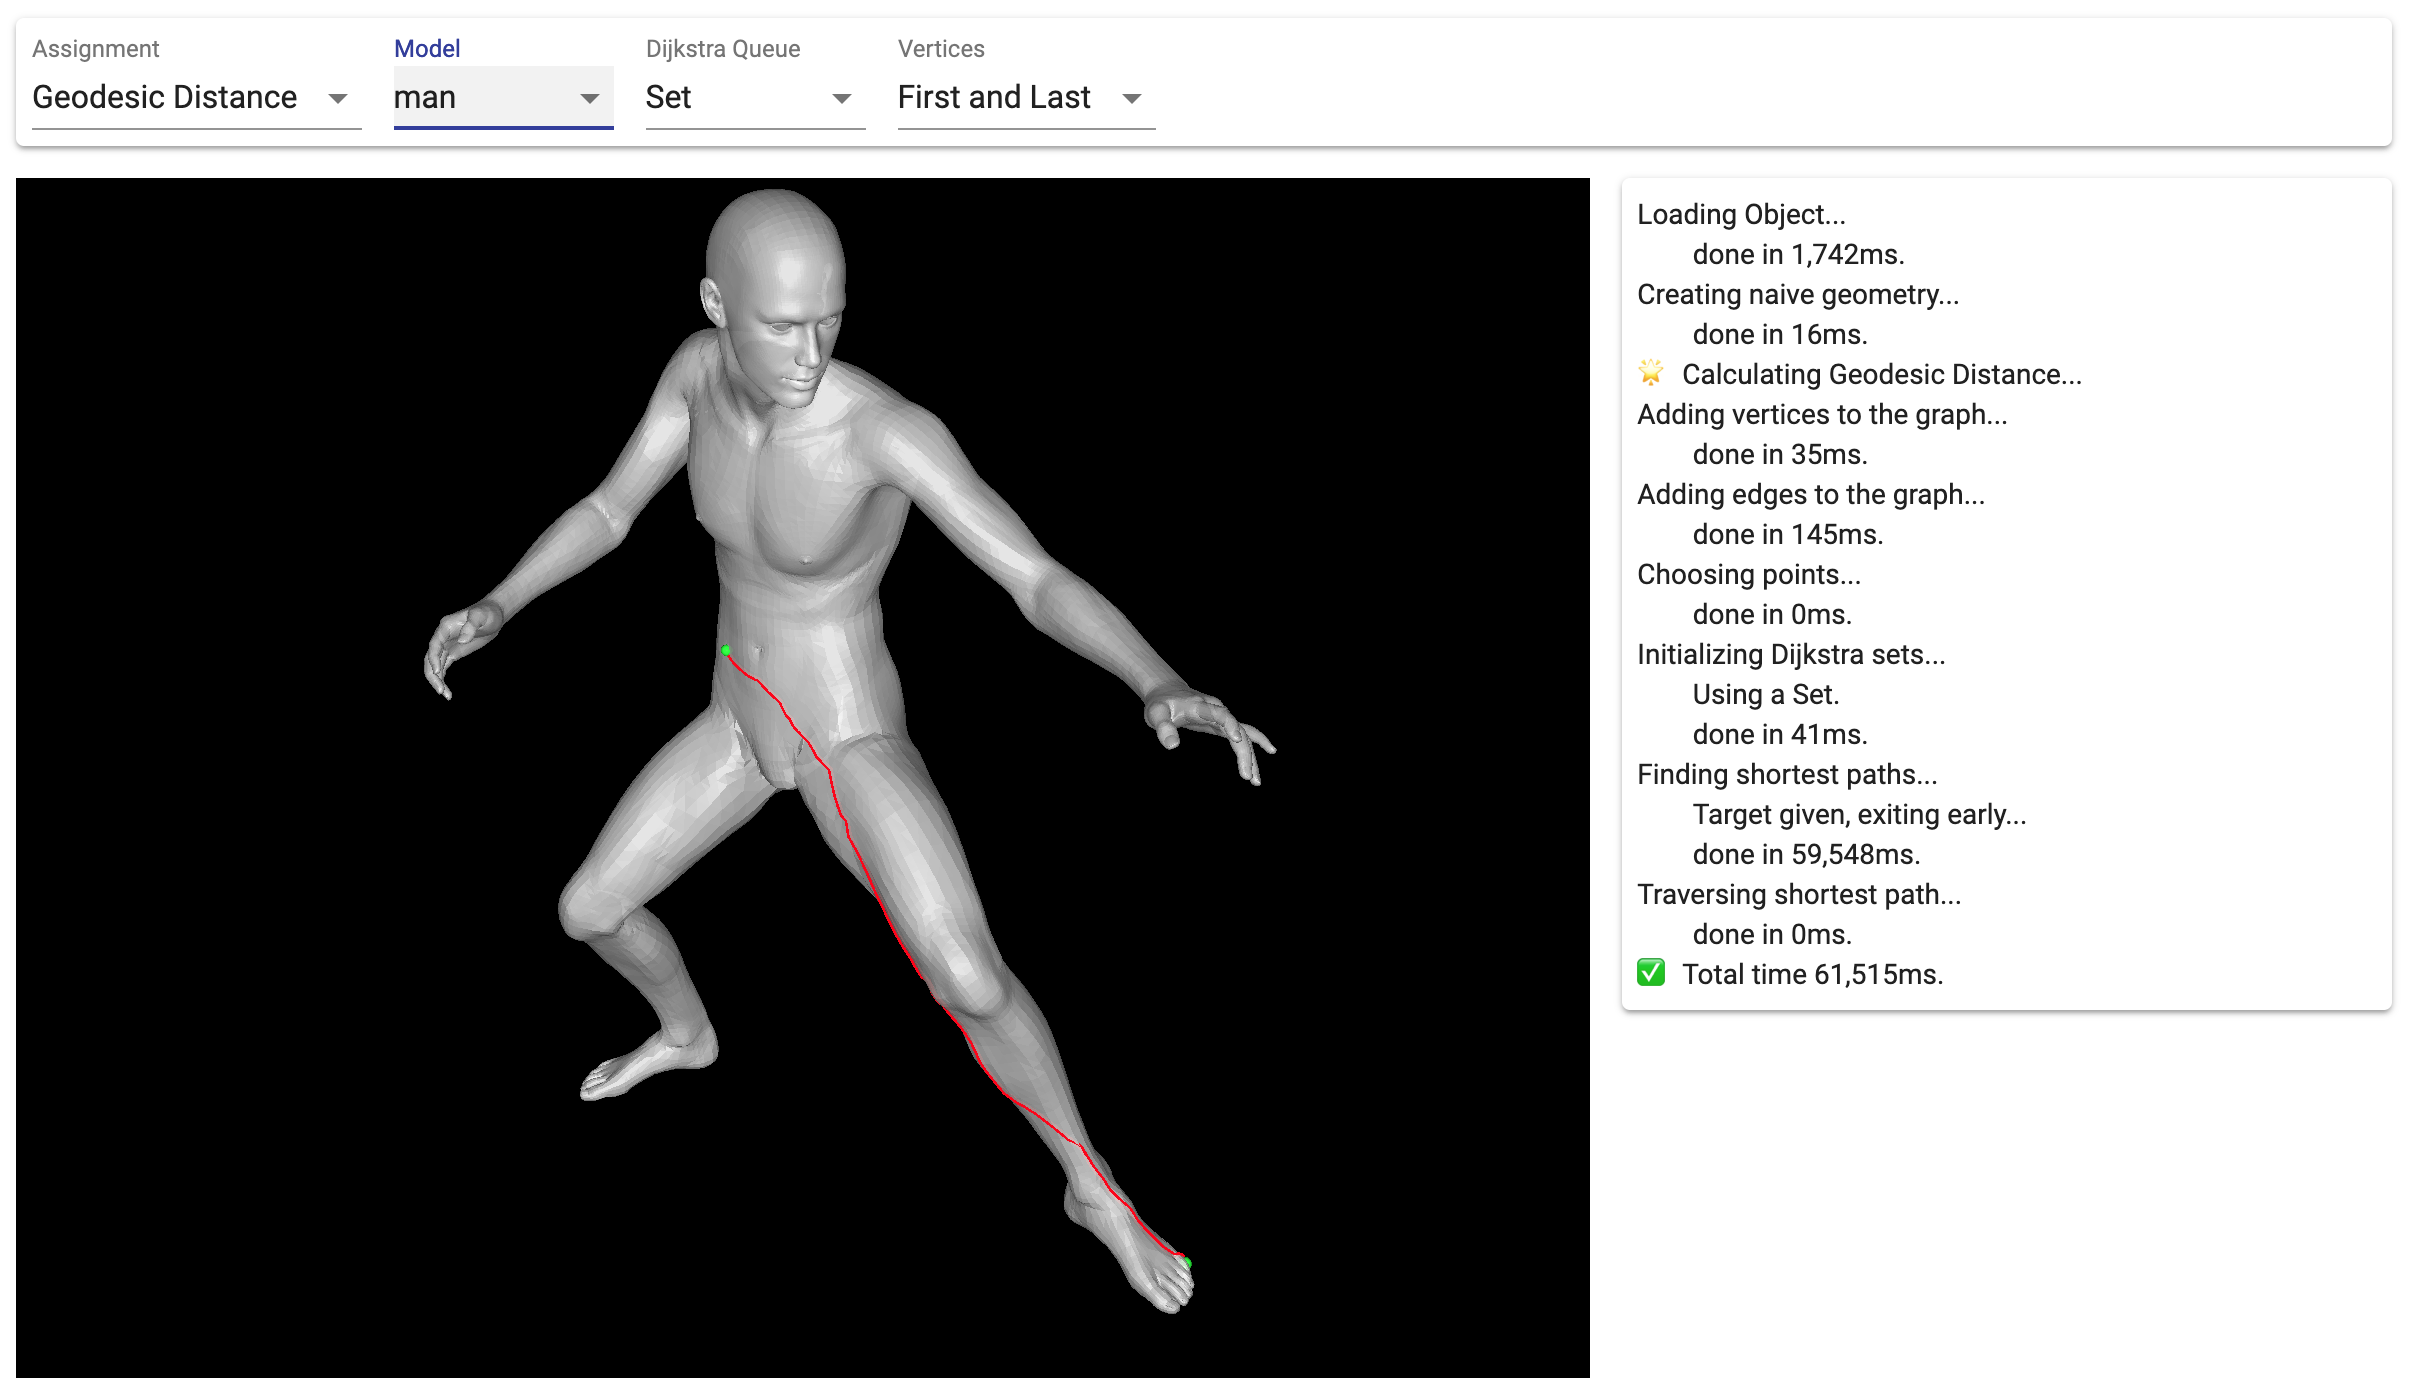 Assignment
Model
Dijkstra Queue
Vertices
Geodesic Distance
man
Set
First and Last
Loading Object...
done in 1,742ms.
Creating naive geometry...
done in 16ms.
🌟 Calculating Geodesic Distance...
Adding vertices to the graph...
done in 35ms.
Adding edges to the graph...
done in 145ms.
Choosing points...
done in 0ms.
Initializing Dijkstra sets...
Using a Set.
done in 41ms.
Finding shortest paths...
Target given, exiting early...
done in 59,548ms.
Traversing shortest path...
done in 0ms.
✅ Total time 61,515ms.